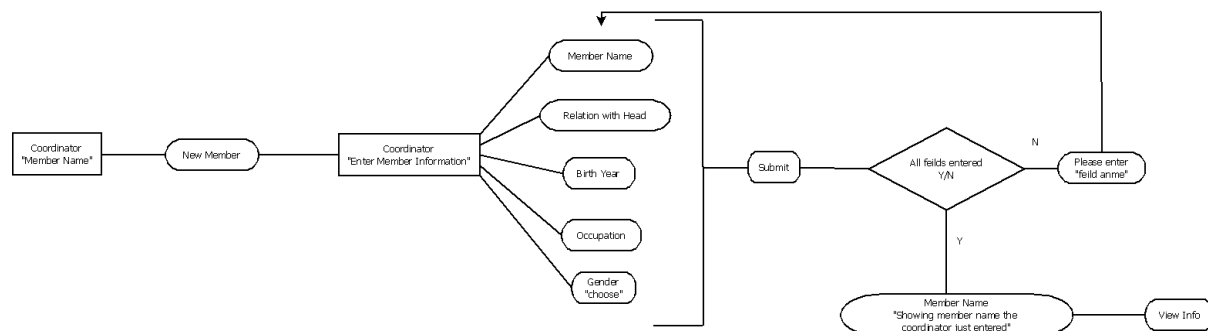 Coordinator
"Member Name"
New Member
Coordinator
"Enter Member Information"
Member Name
Relation with Head
Birth Year
Occupation
Gender
"choose"
Submit
All feilds entered
Y/N
N
Please enter
"feild anme"
Y
Member Name
"Showing member name the
coordinator just entered"
View Info